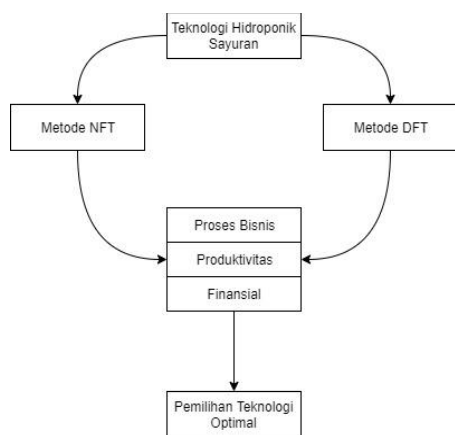 Teknologi Hidroponik
Sayuran
Metode NFT
Metode DFT
Proses Bisnis
Produktivitas
Finansial
Pemilihan Teknologi
Optimal